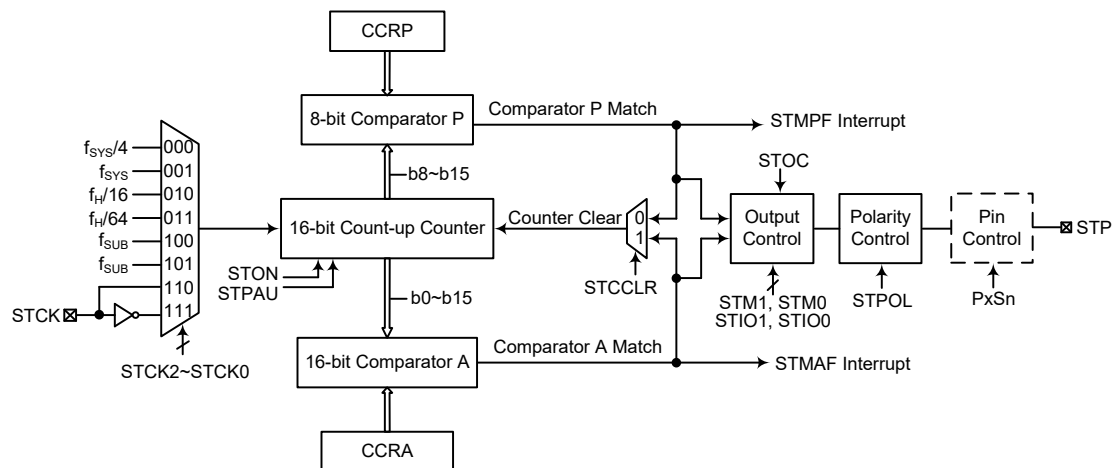 CCRP
8-bit Comparator P
Comparator P Match
STMPF Interrupt
b8~b15
fSYS/4
000
fSYS
001
fH/16
010
fH/64
011
fSUB
100
fSUB
101
110
111
STCK
STCK2~STCK0
16-bit Count-up Counter
STON
STPAU
Counter Clear
0
1
STCCLR
STOC
Output
Control
STM1, STM0
STIO1, STIO0
Polarity
Control
STPOL
Pin
Control
PxSn
STP
b0~b15
16-bit Comparator A
Comparator A Match
STMAF Interrupt
CCRA